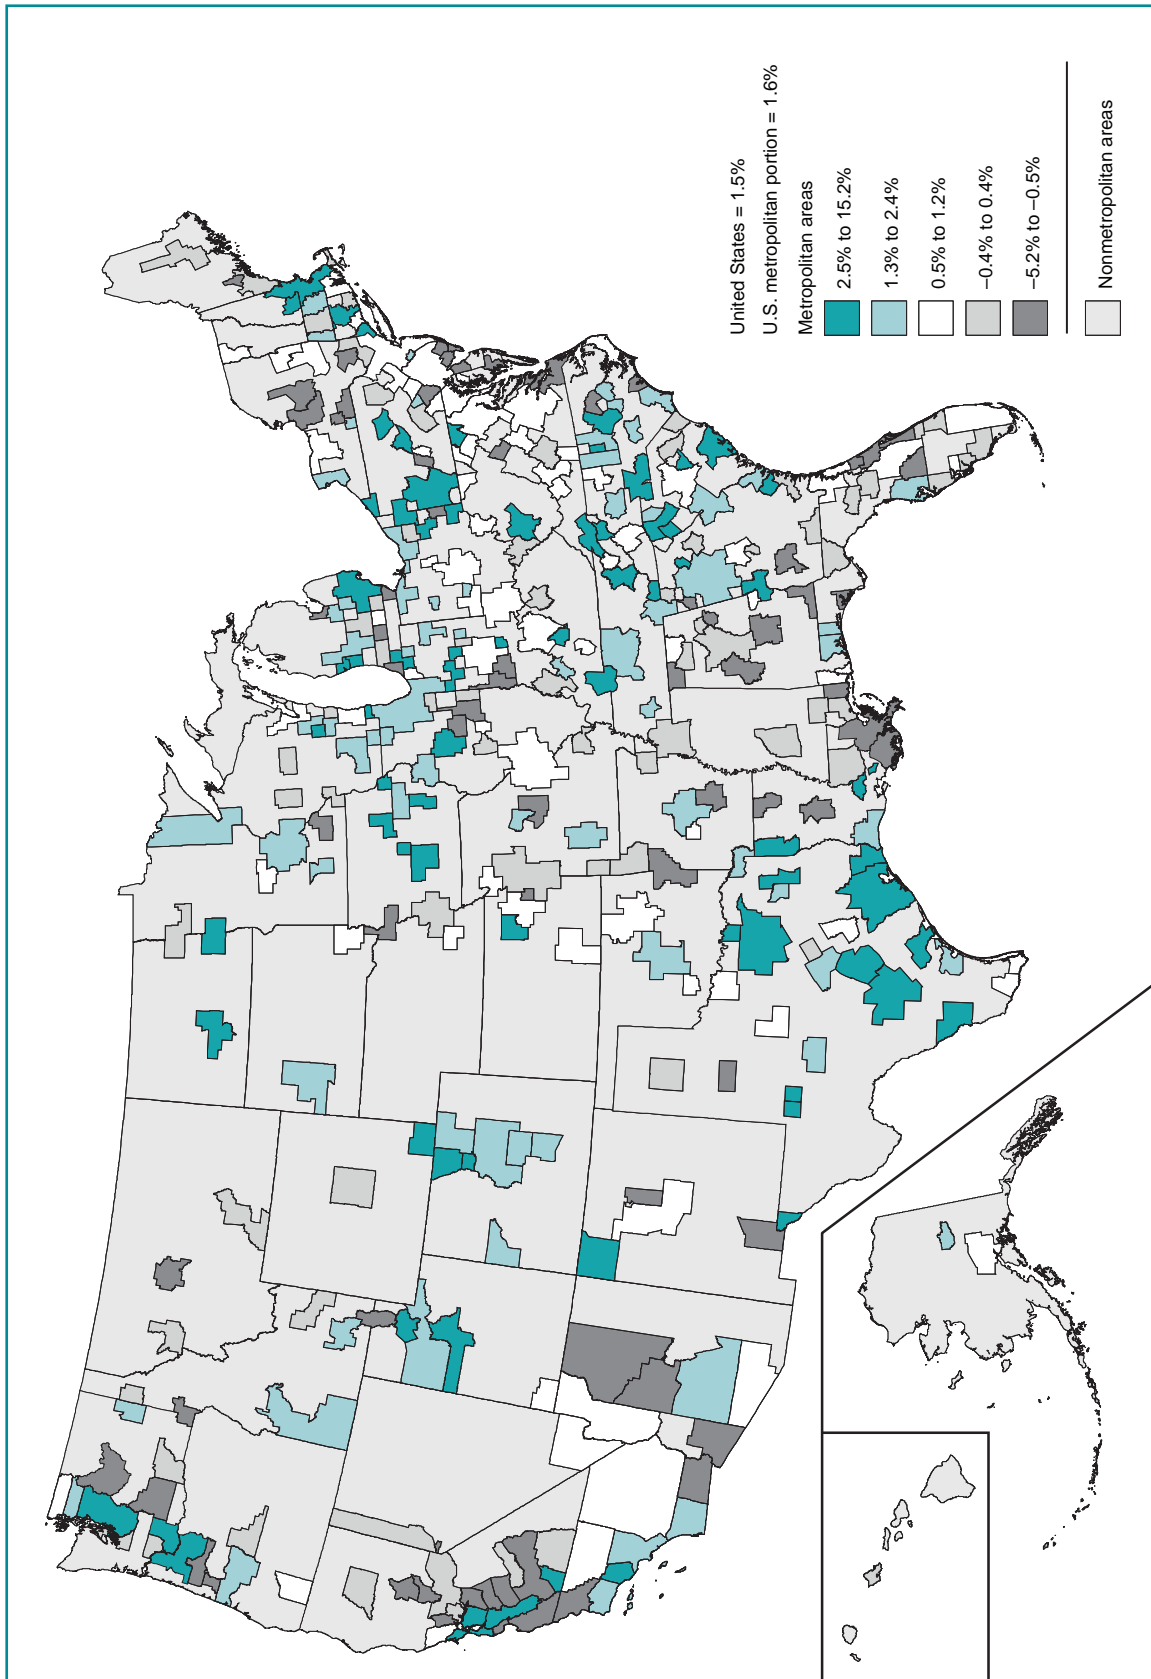 United States = 1.5%
U.S. metropolitan portion = 1.6%
Metropolitan areas
2.5% to 15.2%
1.3% to 2.4%
0.5% to 1.2%
−0.4% to 0.4%
−5.2% to −0.5%
Nonmetropolitan areas